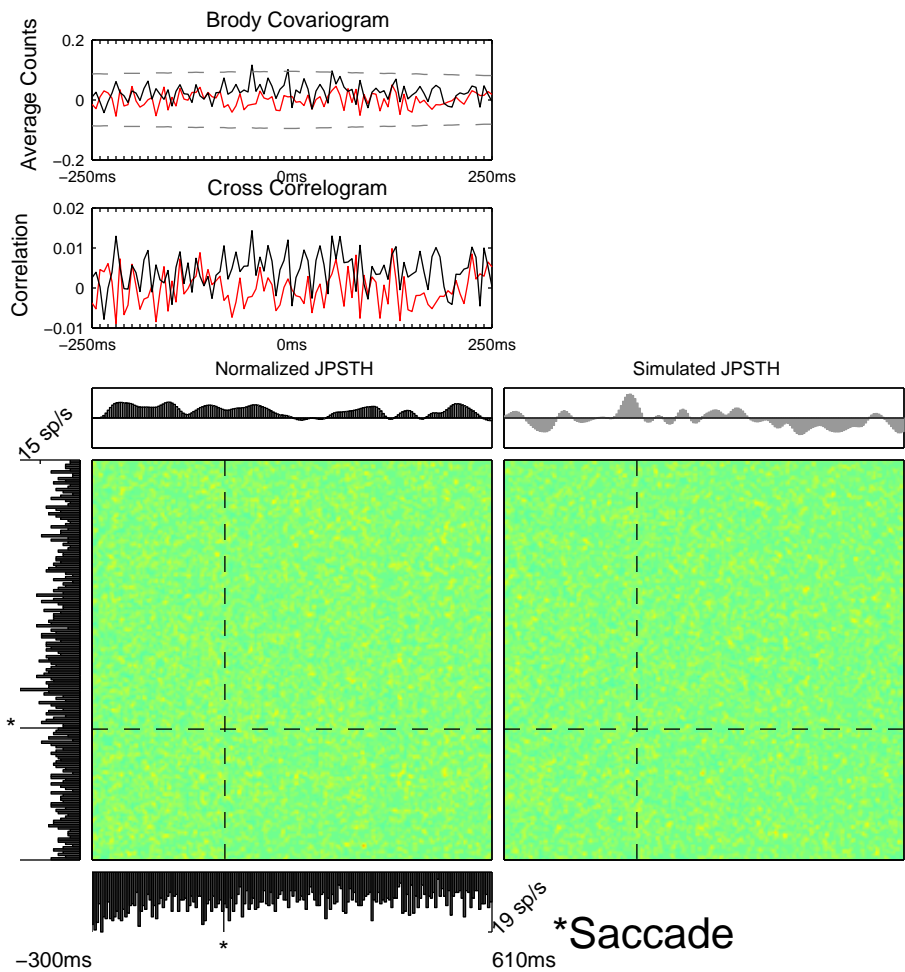 Brody Covariogram
0.2
Average Counts
0
−0.2
−250ms 0ms 250ms
Cross Correlogram
0.02
Correlation
0.01
0
−0.01
−250ms 0ms 250ms
Normalized JPSTH
Simulated JPSTH
15 sp/s
*
19 sp/s
*
*Saccade
−300ms 610ms